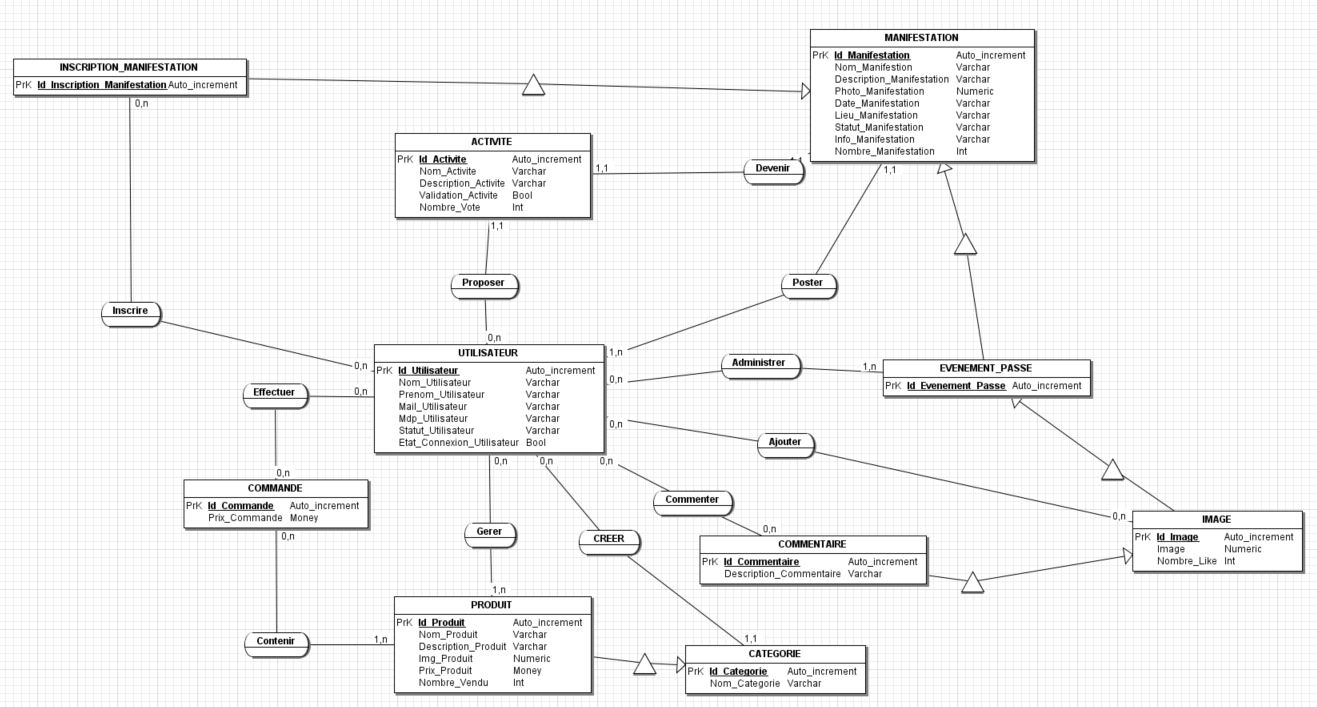 MANIFESTATION
PrK Id_Manifestation Auto_increment
Nom_Manifestion Varchar
Description_Manifestation Varchar
Photo_Manifestation Numeric
Date_Manifestation Varchar
Lieu_Manifestation Varchar
Statut_Manifestation Varchar
Info_Manifestation Varchar
Nombre_Manifestation Int
INSCRIPTION_MANIFESTATION
PrK Id_Inscription_Manifestation Auto_increment
0,n
ACTIVITE
PrK Id_Activite Auto_increment
Nom_Activite Varchar
Description_Activite Varchar
Validation_Activite Bool
Nombre_Vote Int
1,1
Devenir
1,1
1,1
1,1
Proposer
Poster
Inscrire
0,n
0,n
1,n
UTILISATEUR
PrK Id_Utilisateur Auto_increment
Nom_Utilisateur Varchar
Prenom_Utilisateur Varchar
Mail_Utilisateur Varchar
Mdp_Utilisateur Varchar
Statut_Utilisateur Varchar
Etat_Connexion_Utilisateur Bool
Administrer
0,n
1,n
EVENEMENT_PASSE
PrK Id_Evenement_Passe Auto_increment
Effectuer
0,n
0,n
Ajouter
0,n
0,n
0,n
0,n
0,n
COMMANDE
PrK Id_Commande Auto_increment
Prix_Commande Money
0,n
Commenter
0,n
Gerer
CREER
IMAGE
PrK Id_Image Auto_increment
Image Numeric
Nombre_Like Int
COMMENTAIRE
PrK Id_Commentaire Auto_increment
Description_Commentaire Varchar
1,n
PRODUIT
PrK Id_Produit Auto_increment
Nom_Produit Varchar
Description_Produit Varchar
Img_Produit Numeric
Prix_Produit Money
Nombre_Vendu Int
Contenir
1,n
1,1
CATEGORIE
PrK Id_Categorie Auto_increment
Nom_Categorie Varchar